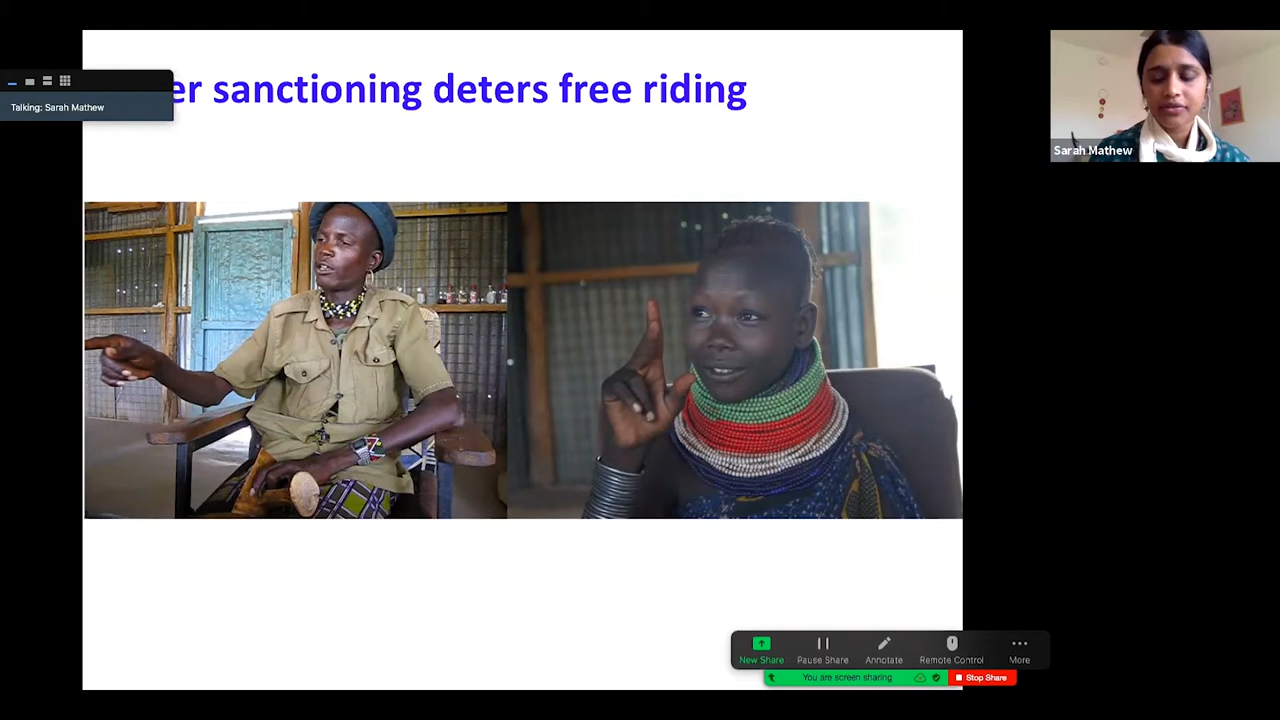 er sanctioning deters free riding
Talking: Sarah Mathew
Sarah Mathew
New Share
Pause Share
Annotate
Remote Control
More
You are screen sharing
Stop Share